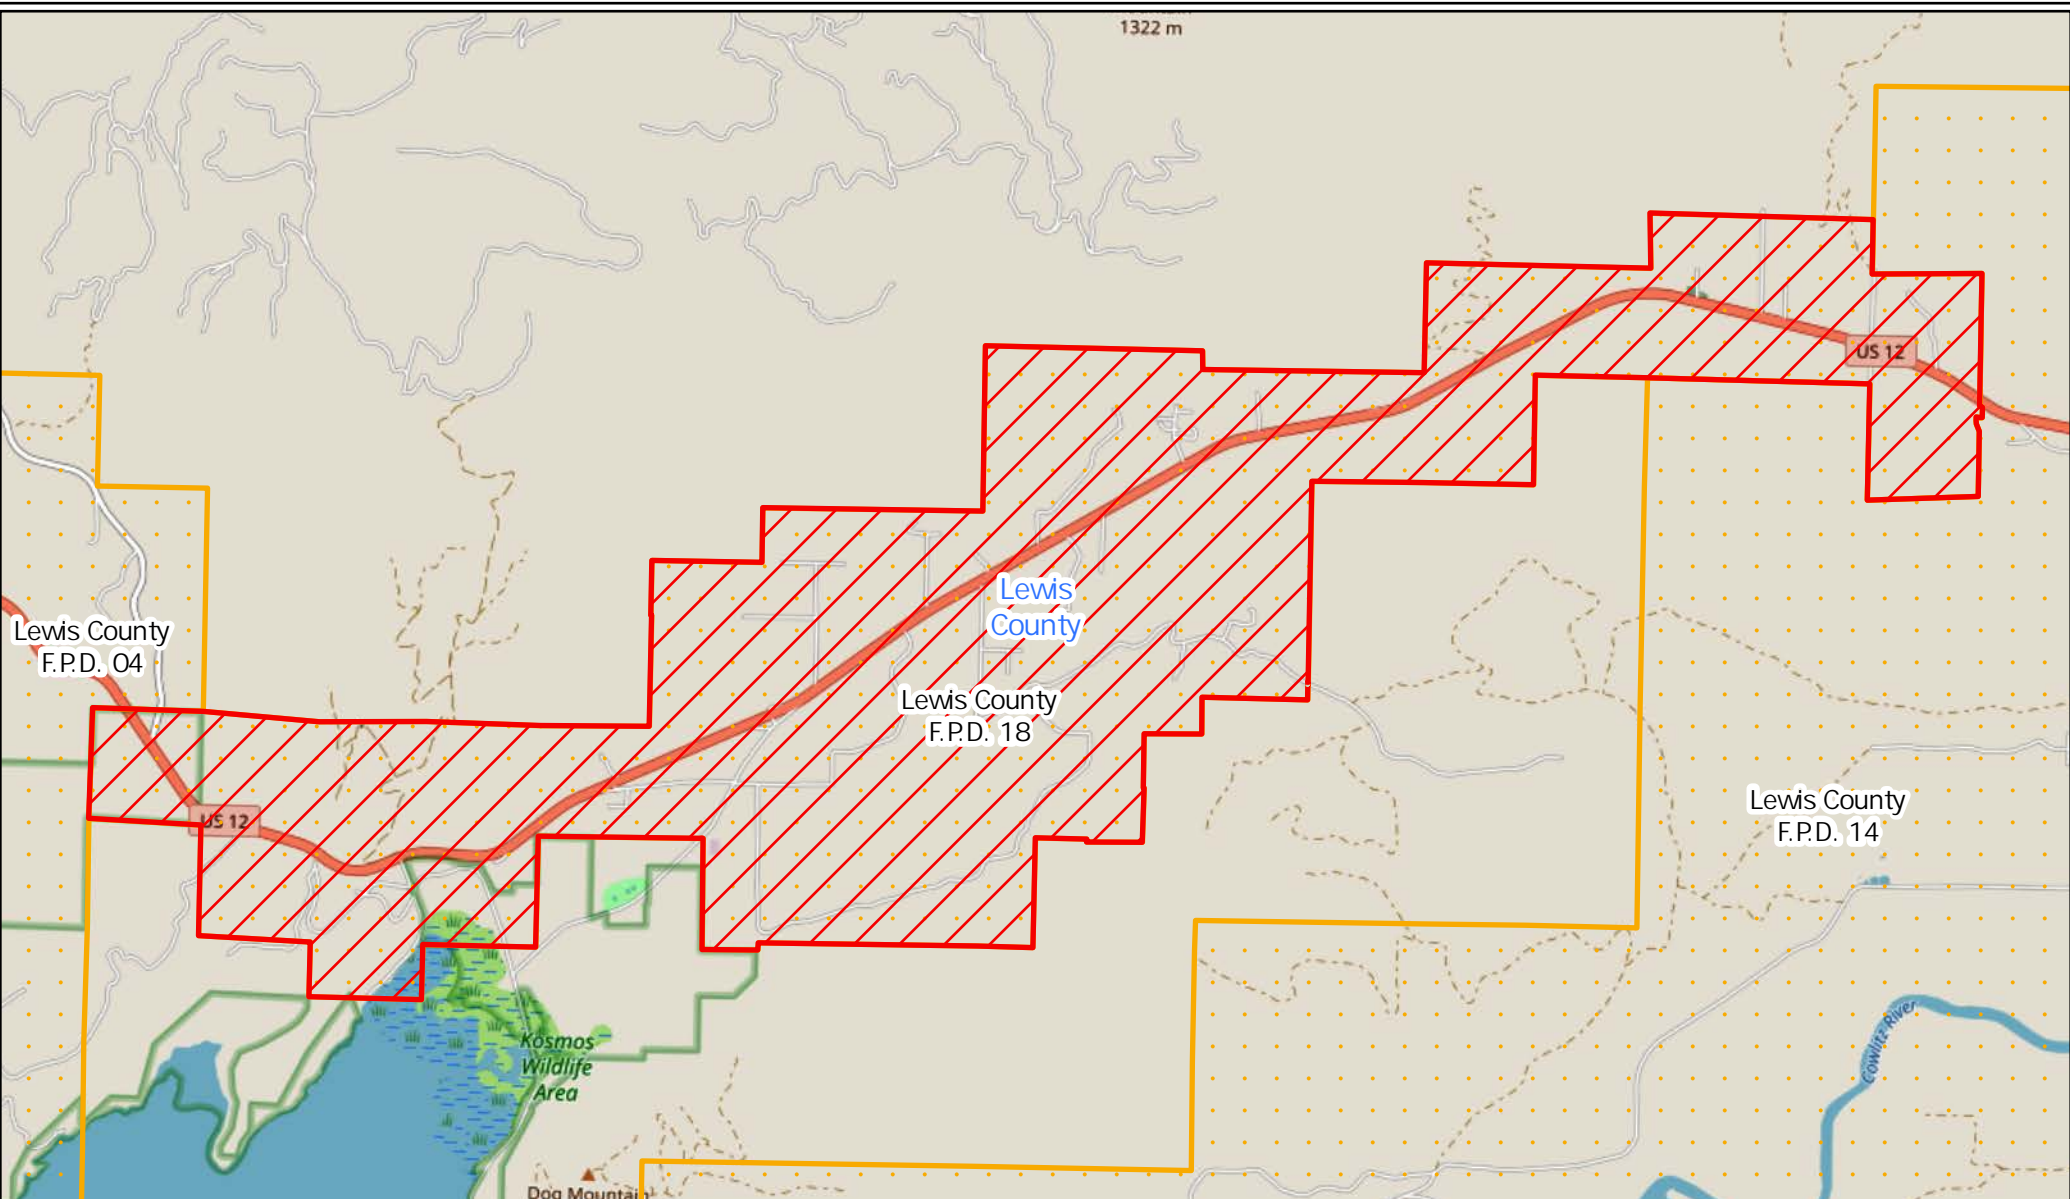 1322 m
US 12
Lewis
County
Lewis County
F.P.D. 04
Lewis County
F.P.D. 18
US 12
Lewis County
F.P.D. 14
Kosmos
Wildlife
Area
Cowlitz River
Dog Mountain